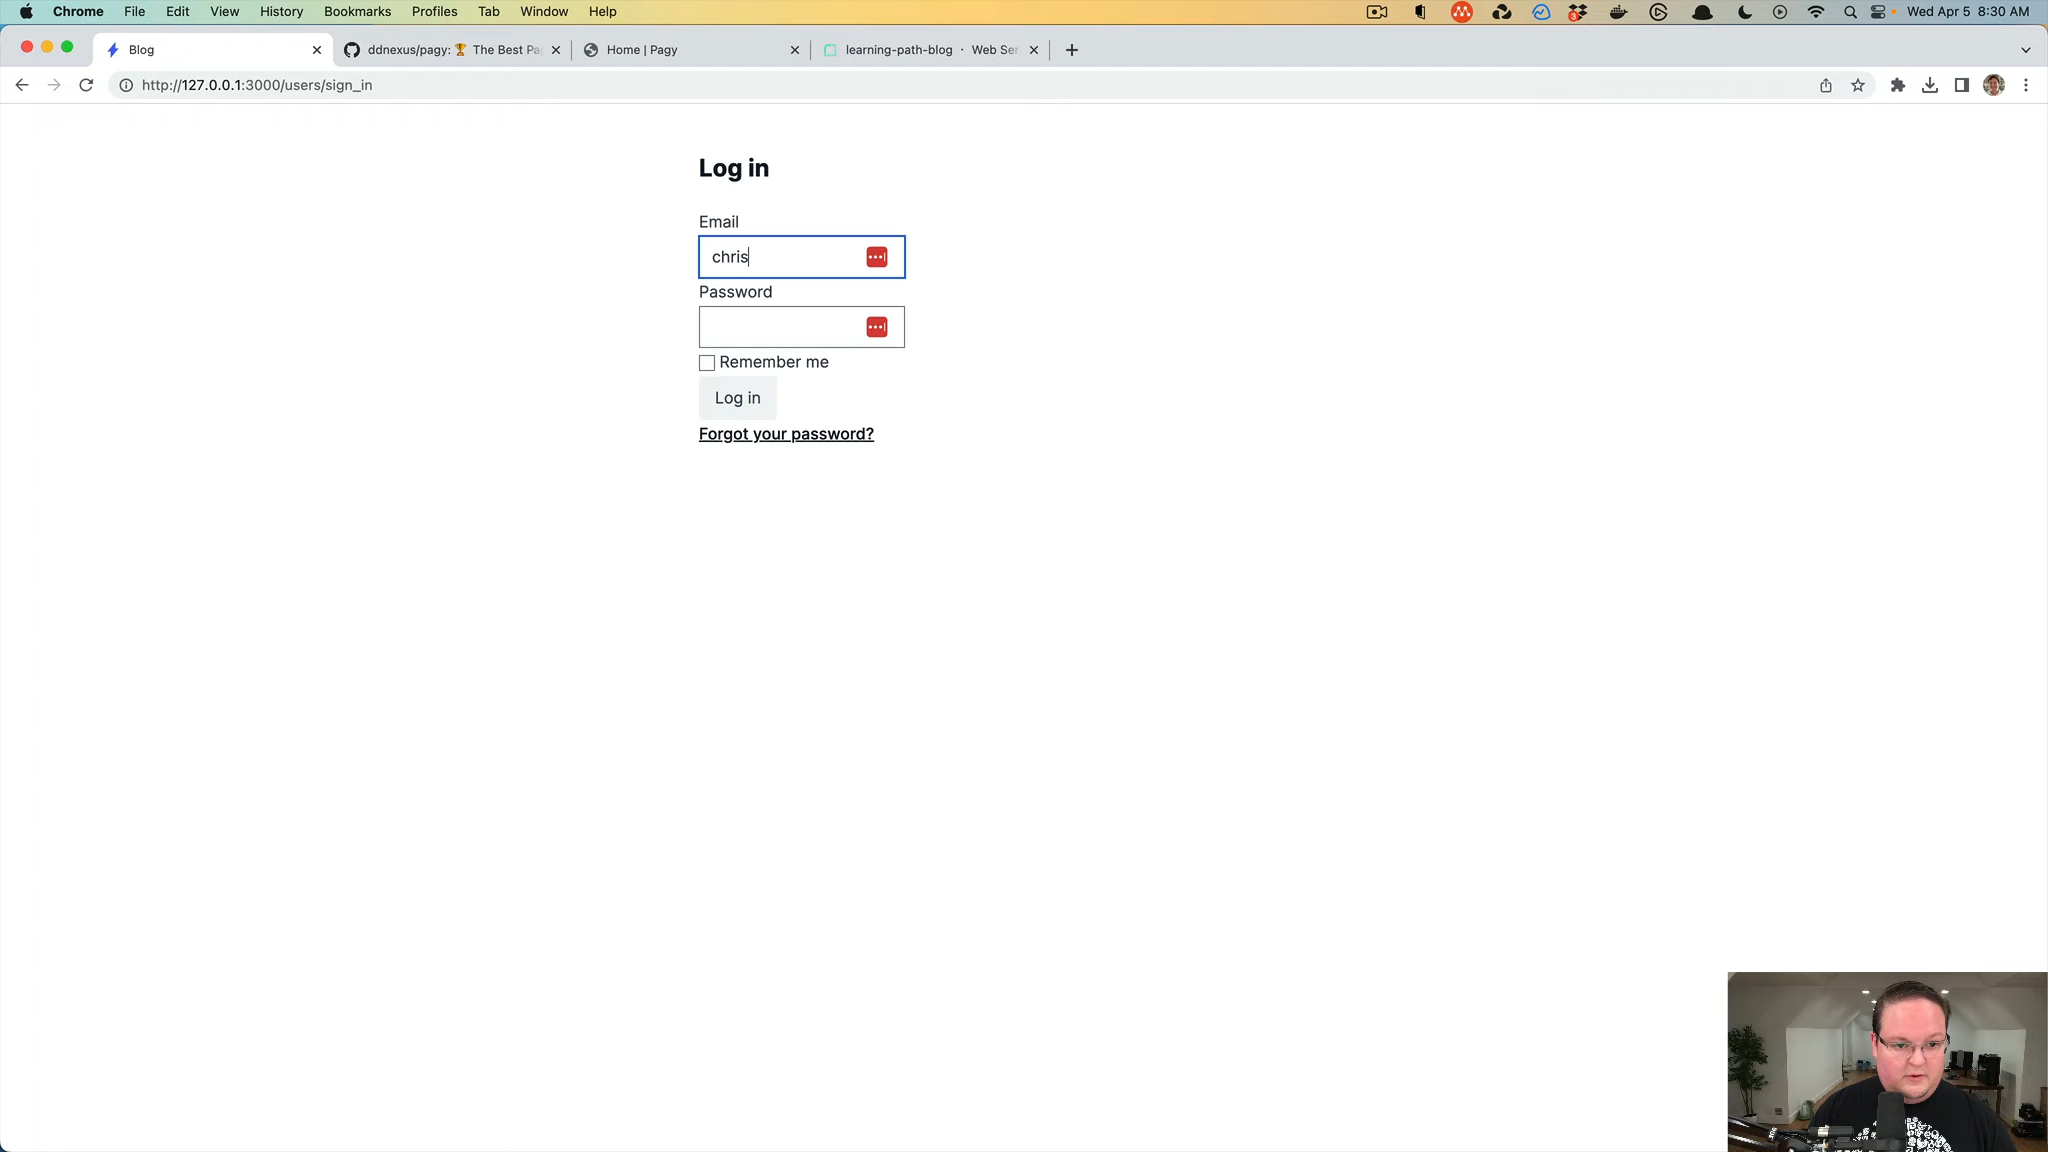 Chrome File Edit View History Bookmarks Profiles Tab Window Help
3
Wed Apr 5 8:30 AM
Blog
ddnexus/pagy: 🏆 The Best Pa
Home | Pagy
learning-path-blog · Web Ser
http://127.0.0.1:3000/users/sign_in
Log in
Email
chris
Password
Remember me
Log in
Forgot your password?